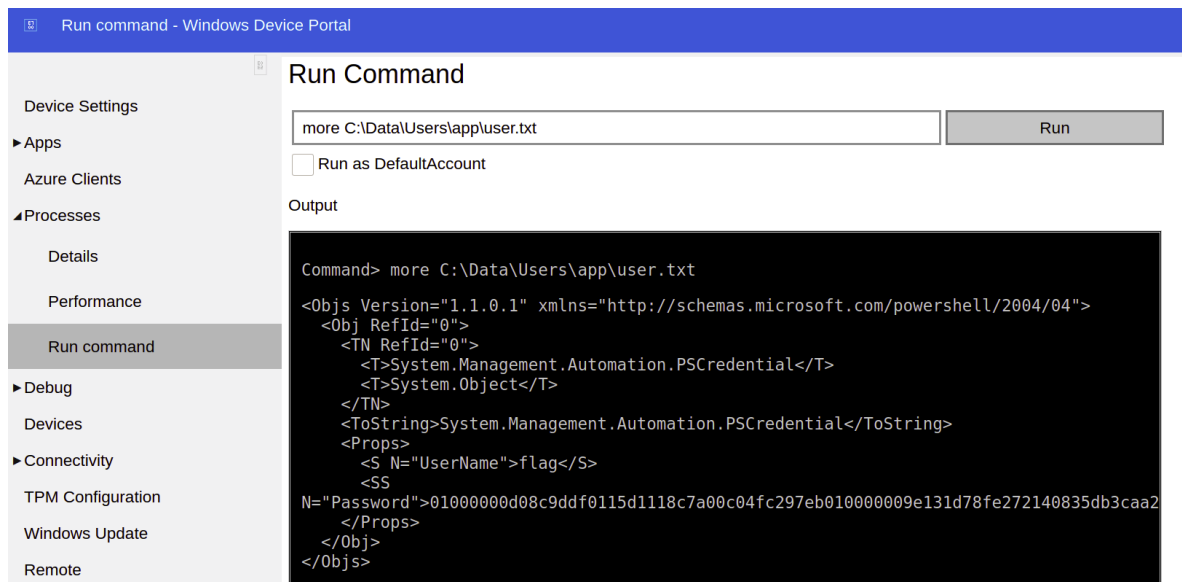 Run command - Windows Device Portal
Device Settings
▶Apps
Azure Clients
◢Processes
Details
Performance
Run command
▶Debug
Devices
▶Connectivity
TPM Configuration
Windows Update
Remote
Run Command
more C:\Data\Users\app\user.txt
Run
Run as DefaultAccount
Output
Command> more C:\Data\Users\app\user.txt
<Objs Version="1.1.0.1" xmlns="http://schemas.microsoft.com/powershell/2004/04">
  <Obj RefId="0">
    <TN RefId="0">
      <T>System.Management.Automation.PSCredential</T>
      <T>System.Object</T>
    </TN>
    <ToString>System.Management.Automation.PSCredential</ToString>
    <Props>
      <S N="UserName">flag</S>
      <SS
N="Password">01000000d08c9ddf0115d1118c7a00c04fc297eb010000009e131d78fe272140835db3caa2
    </Props>
  </Obj>
</Objs>